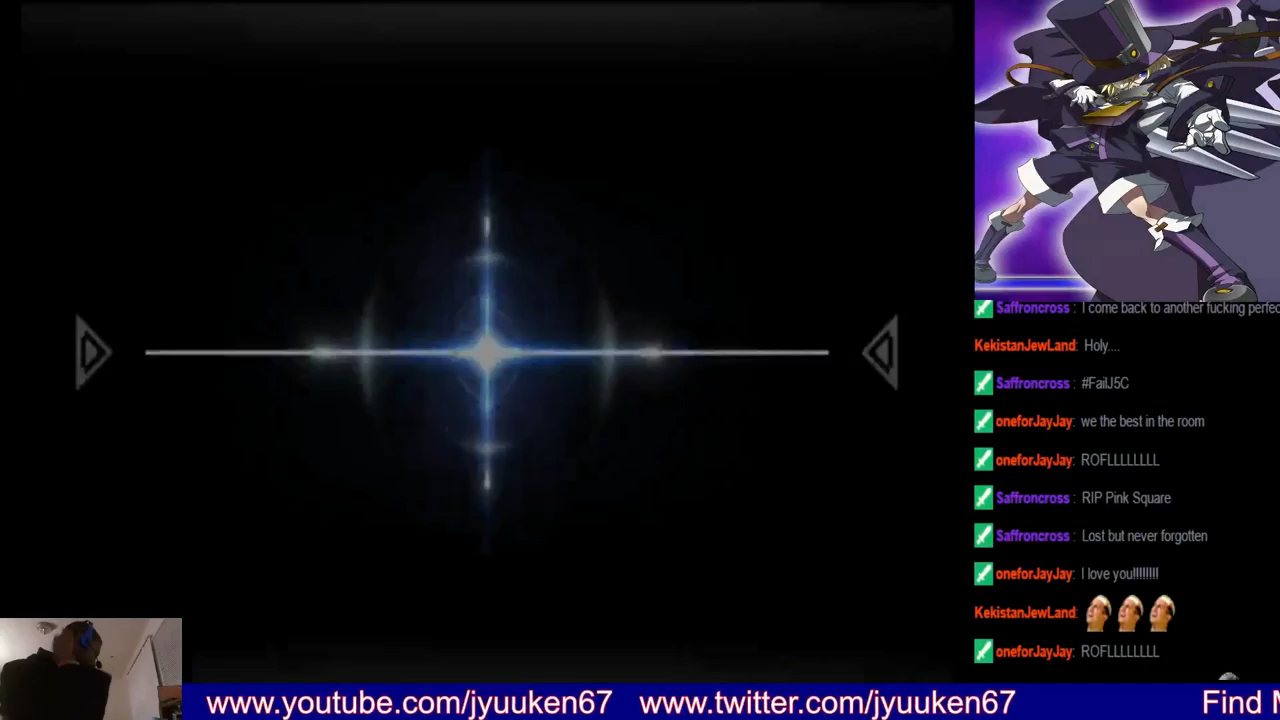 Saffroncross : I come back to another fucking perfec
KekistanJewLand: Holy....
Saffroncross : #FailJ5C
oneforJayJay: we the best in the room
oneforJayJay: ROFLLLLLLLL
Saffroncross : RIP Pink Square
Saffroncross : Lost but never forgotten
oneforJayJay: I love you!!!!!!!!
KekistanJewLand:
oneforJayJay: ROFLLLLLLLL
www.youtube.com/jyuuken67 www.twitter.com/jyuuken67 Find